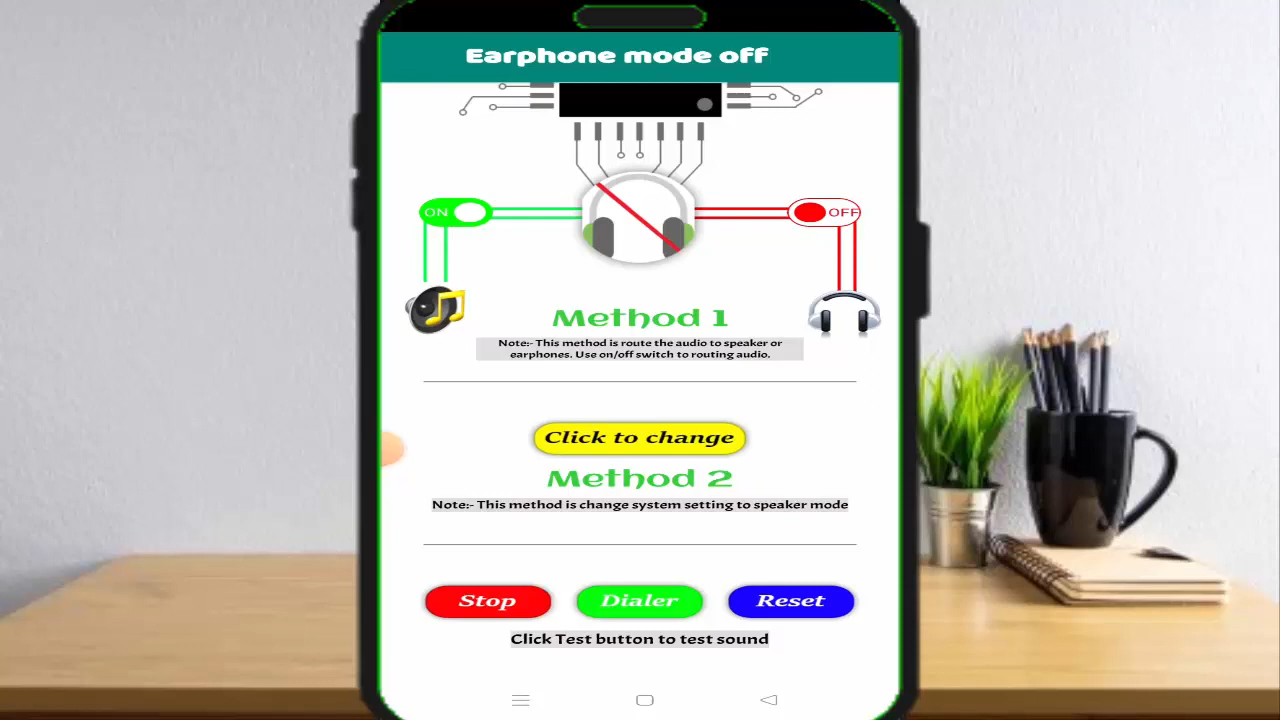 Earphone mode off
ON
OFF
Method 1
Note:- This method is route the audio to speaker or
earphones. Use on/off switch to routing audio.
Click to change
Method 2
Note:- This method is change system setting to speaker mode
Stop
Dialer
Reset
Click Test button to test sound